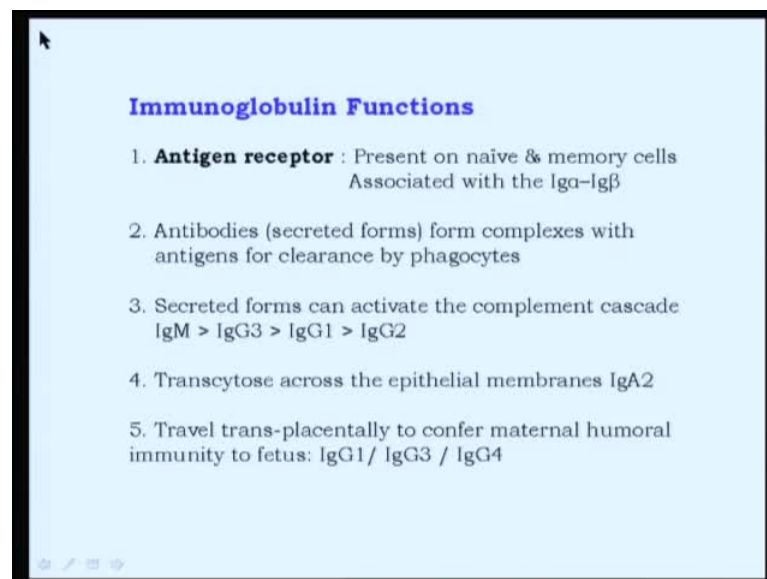 Immunoglobulin Functions
1. Antigen receptor : Present on naïve & memory cells
Associated with the Igα–Igβ
2. Antibodies (secreted forms) form complexes with
antigens for clearance by phagocytes
3. Secreted forms can activate the complement cascade
IgM > IgG3 > IgG1 > IgG2
4. Transcytose across the epithelial membranes IgA2
5. Travel trans-placentally to confer maternal humoral
immunity to fetus: IgG1/ IgG3 / IgG4